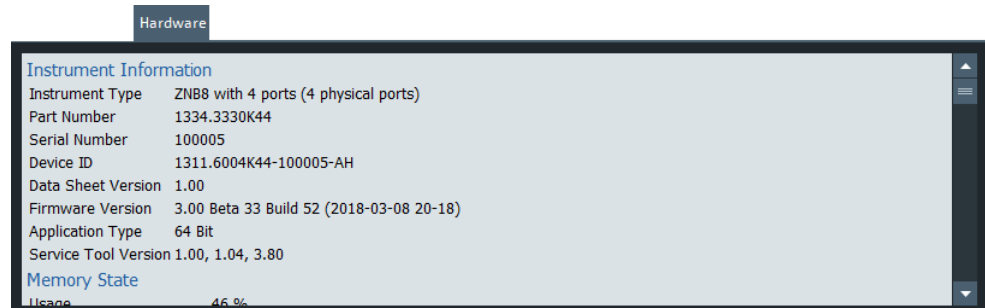 Hardware
Instrument Information
Instrument Type ZNB8 with 4 ports (4 physical ports)
Part Number 1334.3330K44
Serial Number 100005
Device ID 1311.6004K44-100005-AH
Data Sheet Version 1.00
Firmware Version 3.00 Beta 33 Build 52 (2018-03-08 20-18)
Application Type 64 Bit
Service Tool Version 1.00, 1.04, 3.80
Memory State
Usage 46 %